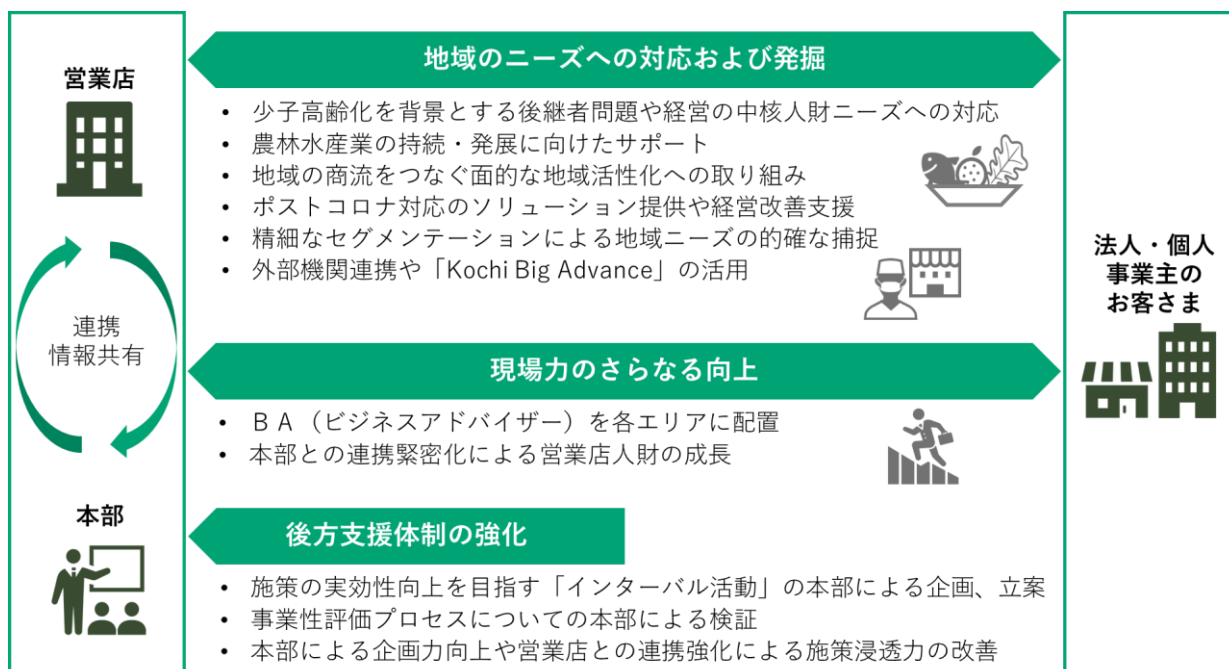 営業店
連携
情報共有
本部
地域のニーズへの対応および発掘
• 少子高齢化を背景とする後継者問題や経営の中核人財ニーズへの対応
• 農林水産業の持続・発展に向けたサポート
• 地域の商流をつなぐ面的な地域活性化への取り組み
• ポストコロナ対応のソリューション提供や経営改善支援
• 精細なセグメンテーションによる地域ニーズの的確な捕捉
• 外部機関連携や「Kochi Big Advance」の活用
現場力のさらなる向上
• ＢＡ（ビジネスアドバイザー）を各エリアに配置
• 本部との連携緊密化による営業店人財の成長
後方支援体制の強化
• 施策の実効性向上を目指す「インターバル活動」の本部による企画、立案
• 事業性評価プロセスについての本部による検証
• 本部による企画力向上や営業店との連携強化による施策浸透力の改善
法人・個人
事業主の
お客さま